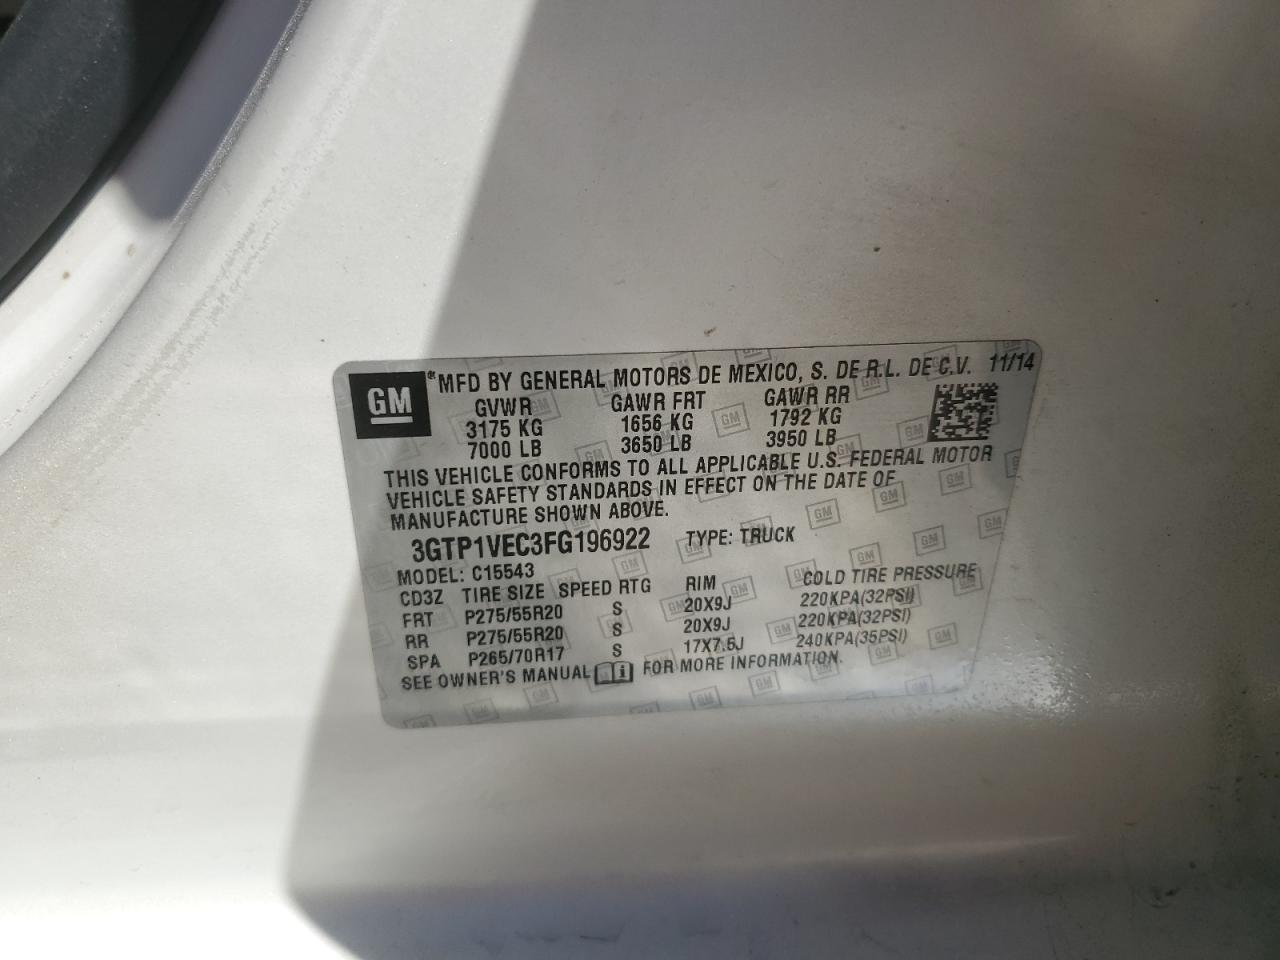 GM
*MFD BY GENERAL MOTORS DE MEXICO, S. DE R.L. DE C.V. 11/14
GVWR GAWR FRT GAWR RR
3175 KG 1656 KG 1792 KG
7000 LB 3650 LB 3950 LB
THIS VEHICLE CONFORMS TO ALL APPLICABLE U.S. FEDERAL MOTOR
VEHICLE SAFETY STANDARDS IN EFFECT ON THE DATE OF
MANUFACTURE SHOWN ABOVE.
3GTP1VEC3FG196922 TYPE: TRUCK
MODEL: C15543
CD3Z TIRE SIZE SPEED RTG RIM COLD TIRE PRESSURE
FRT P275/55R20 S 20X9J 220KPA(32PSI)
RR P275/55R20 S 20X9J 220KPA(32PSI)
SPA P265/70R17 S 17X7.5J 240KPA(35PSI)
SEE OWNER'S MANUAL i FOR MORE INFORMATION.